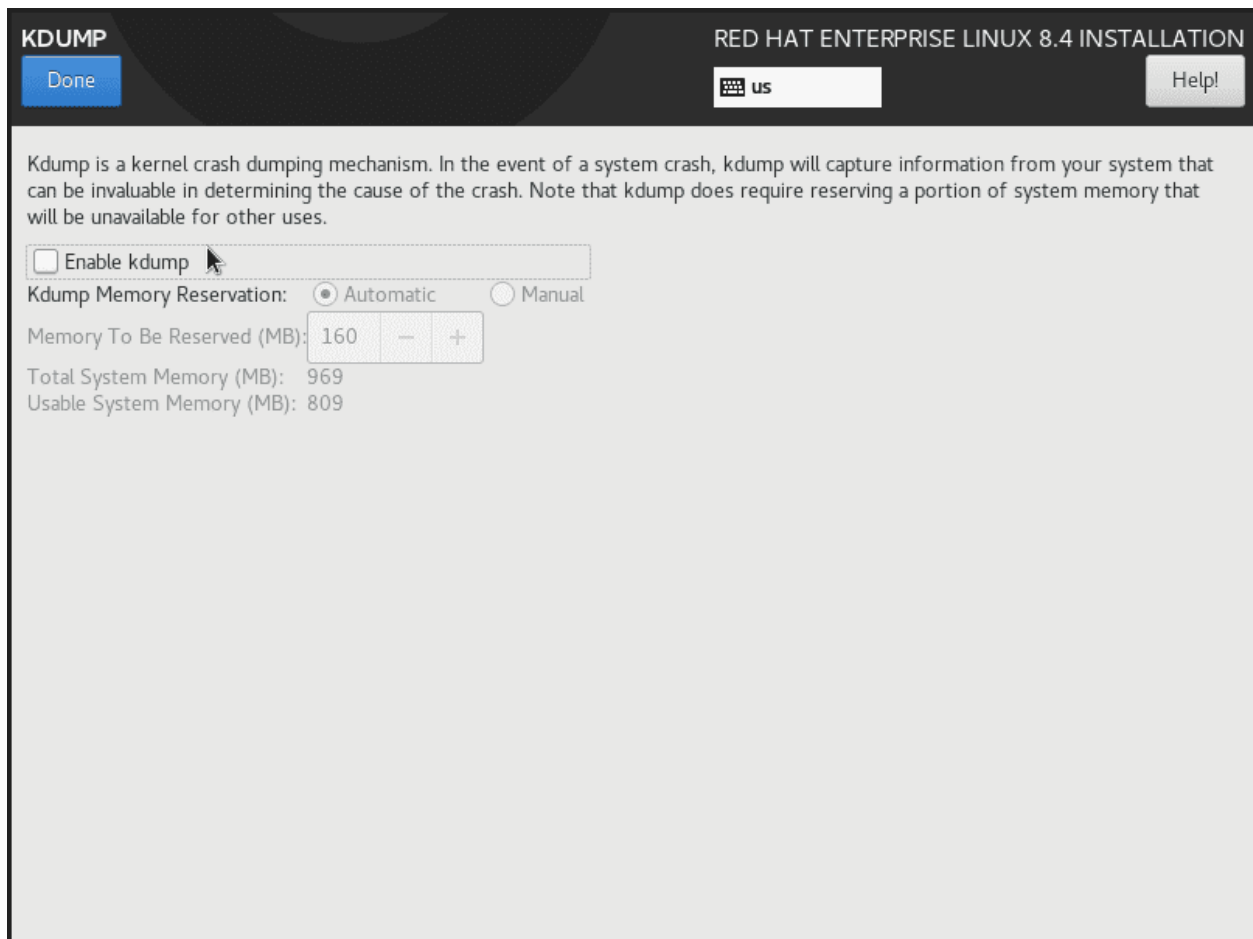 KDUMP
RED HAT ENTERPRISE LINUX 8.4 INSTALLATION
Done
us
Help!
Kdump is a kernel crash dumping mechanism. In the event of a system crash, kdump will capture information from your system that
can be invaluable in determining the cause of the crash. Note that kdump does require reserving a portion of system memory that
will be unavailable for other uses.
Enable kdump
Kdump Memory Reservation: Automatic Manual
Memory To Be Reserved (MB): 160 − +
Total System Memory (MB): 969
Usable System Memory (MB): 809